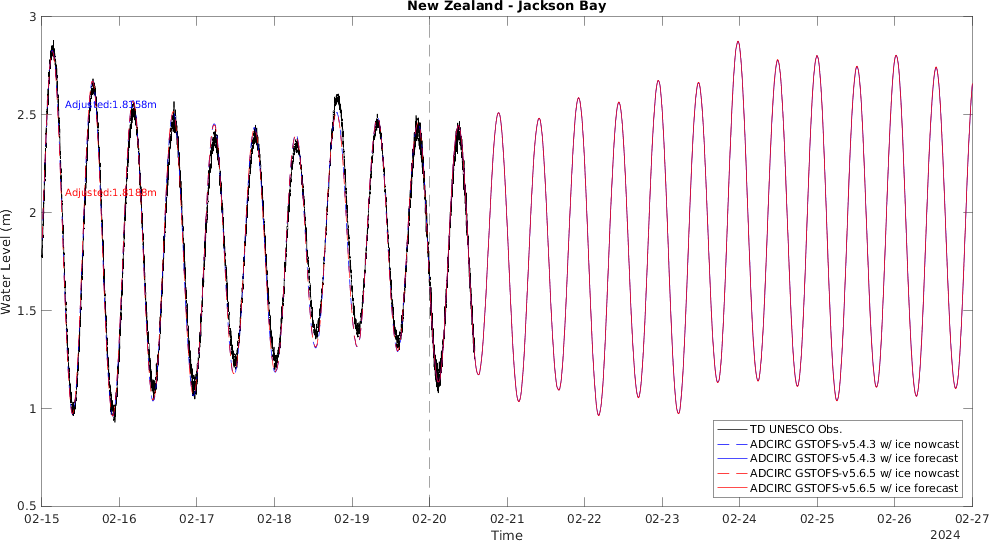 New Zealand - Jackson Bay
3
2.5
2
1.5
1
0.5
Water Level (m)
Adjusted:1.8358m
Adjusted:1.8188m
TD UNESCO Obs.
ADCIRC GSTOFS-v5.4.3 w/ ice nowcast
ADCIRC GSTOFS-v5.4.3 w/ ice forecast
ADCIRC GSTOFS-v5.6.5 w/ ice nowcast
ADCIRC GSTOFS-v5.6.5 w/ ice forecast
02-15 02-16 02-17 02-18 02-19 02-20 02-21 02-22 02-23 02-24 02-25 02-26 02-27
Time
2024